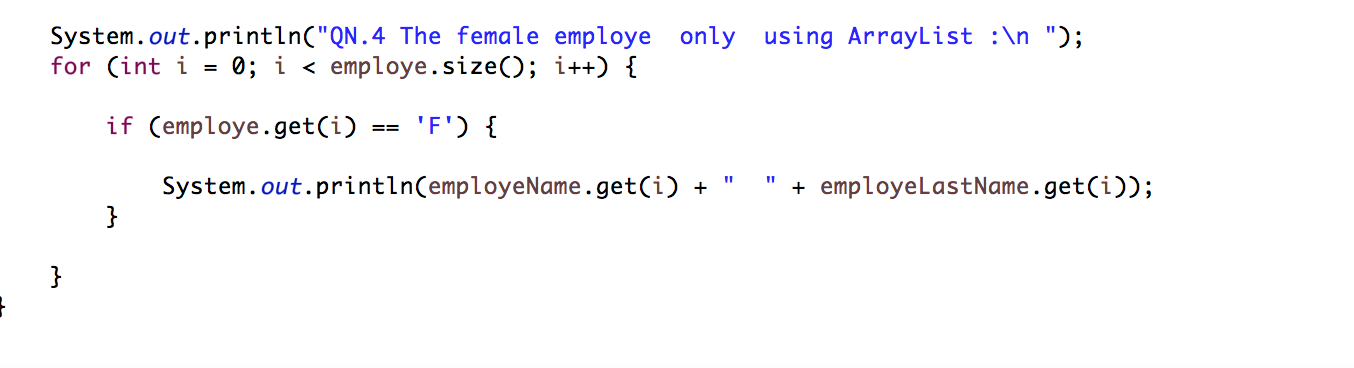 System.out.println("QN.4 The female employe  only  using ArrayList :\n ");
for (int i = 0; i < employe.size(); i++) {
if (employe.get(i) == 'F') {
System.out.println(employeName.get(i) + "  " + employeLastName.get(i));
}
}
}